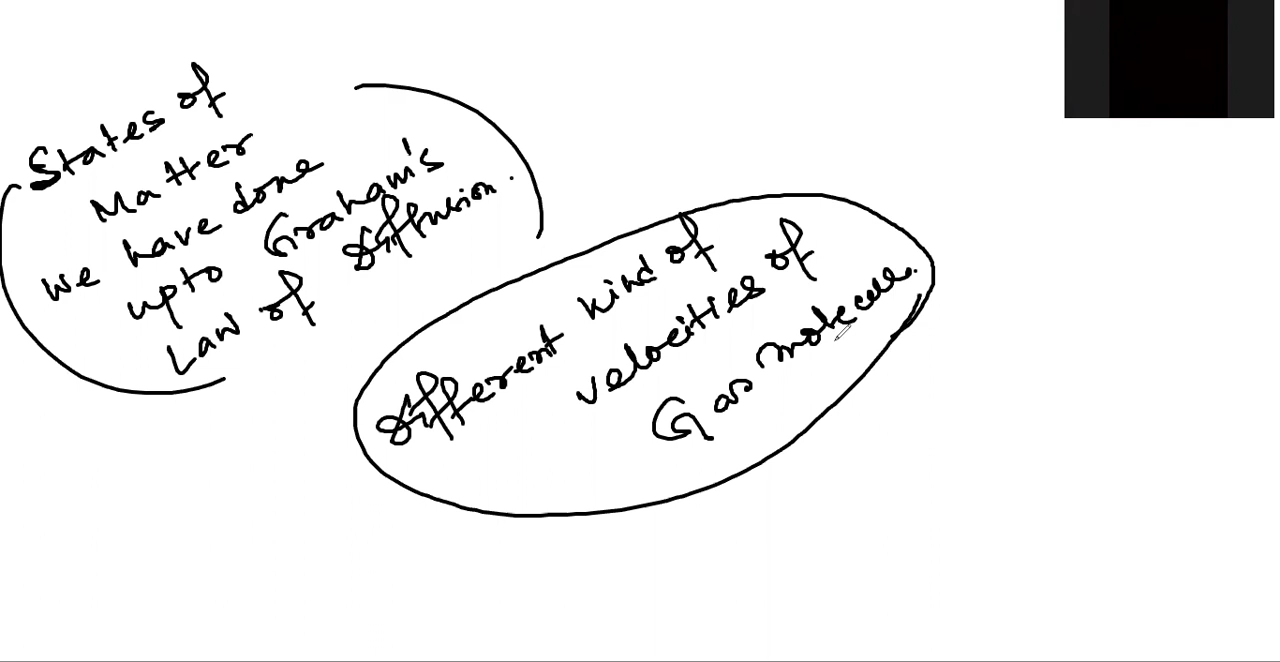 States of
Matter
we have done
upto Graham's
Law of diffusion.
Different kind of
velocities of
Gas molecule.